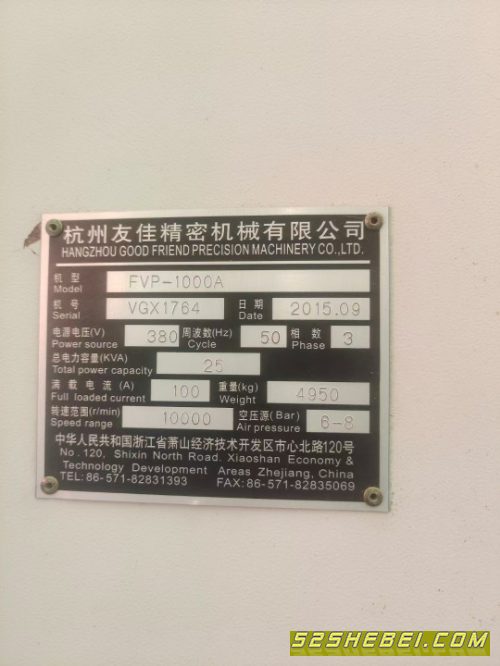 杭州友佳精密机械有限公司
HANGZHOU GOOD FRIEND PRECISION MACHINERY CO.,LTD.
机型 Model FVP-1000A
机号 Serial VGX1764 日期 Date 2015.09
电源电压(V) Power source 380 周波数(Hz) Cycle 50 相数 Phase 3
总电力容量(KVA) Total power capacity 25
满载电流(A) Full loaded current 100 重量(kg) Weight 4950
转速范围(r/min) Speed range 10000 空压源(Bar) Air pressure 6-8
中华人民共和国浙江省萧山经济技术开发区市心北路120号
No.120, Shixin North Road, Xiaoshan Economy &
Technology Development Areas Zhejiang, China
TEL:86-571-82831393 FAX:86-571-82835069
52SHEBEI.COM